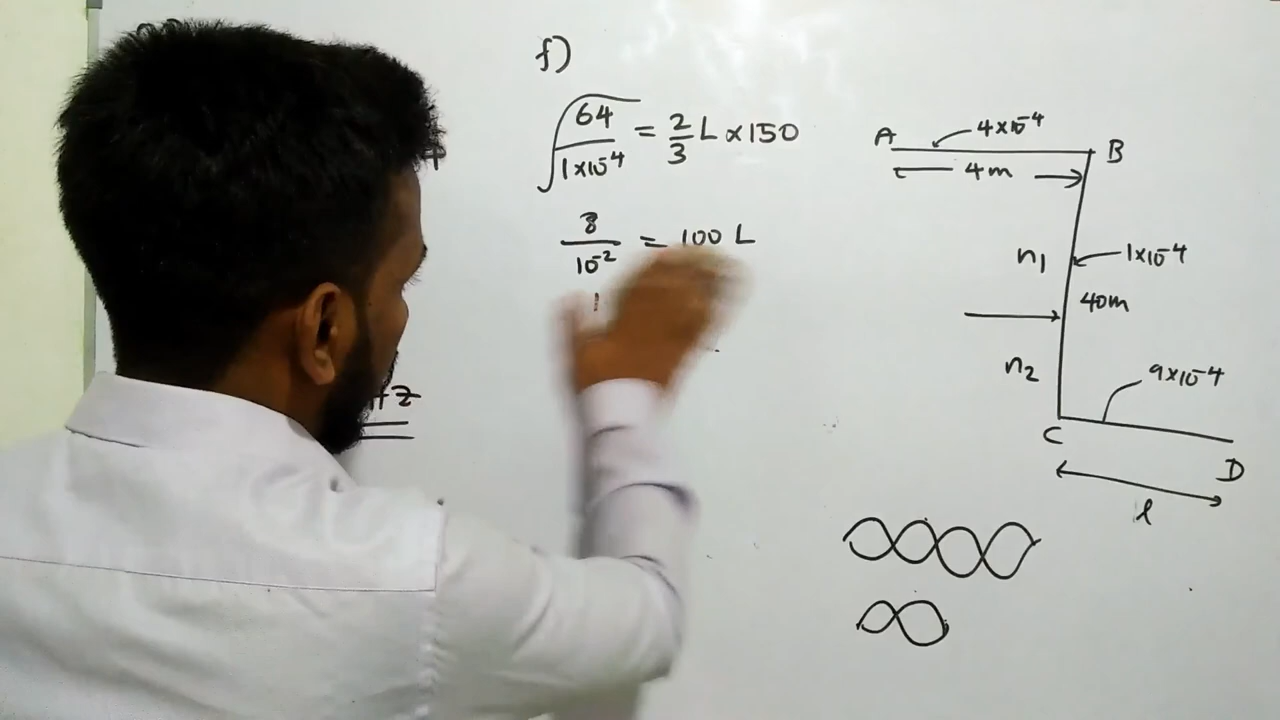 f)
√64/1×10⁻⁴ = 2/3 L × 150
8/10⁻² = 100 L
A
4×10⁻⁴
B
4m
n1
1×10⁻⁴
40m
n2
9×10⁻⁴
C
D
l